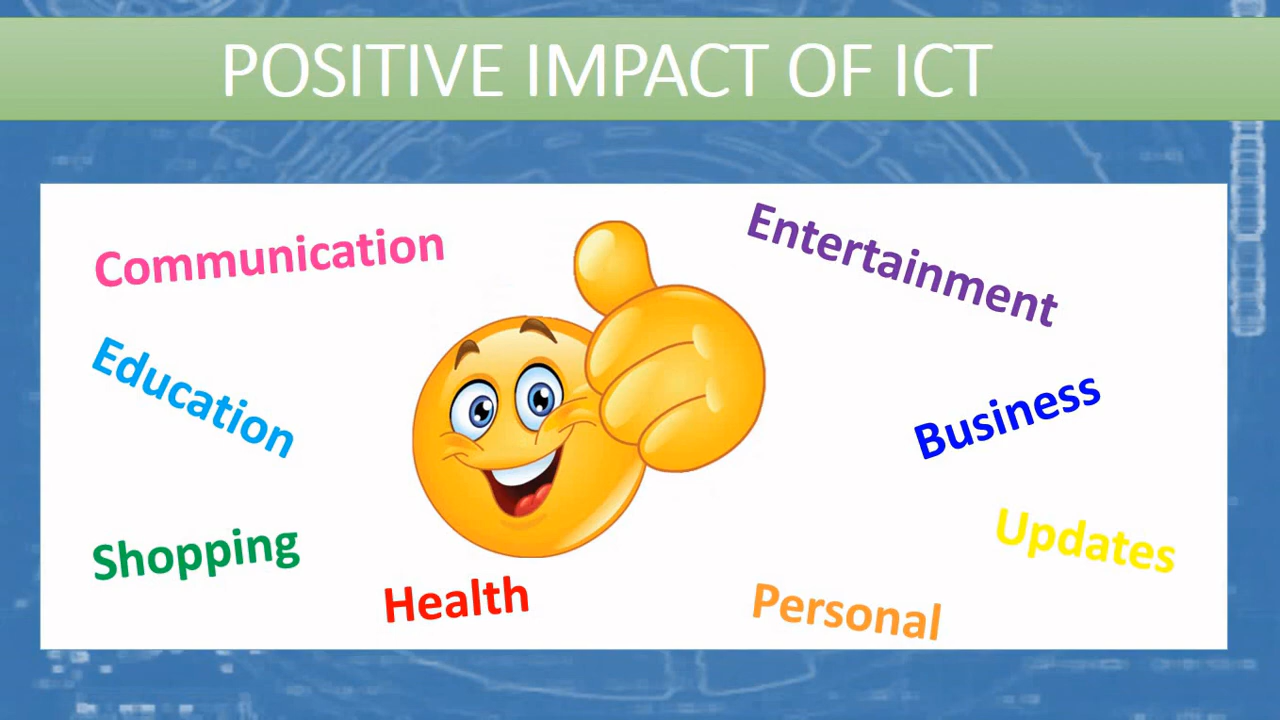 POSITIVE IMPACT OF ICT
Communication
Entertainment
Education
Business
Shopping
Updates
Health
Personal